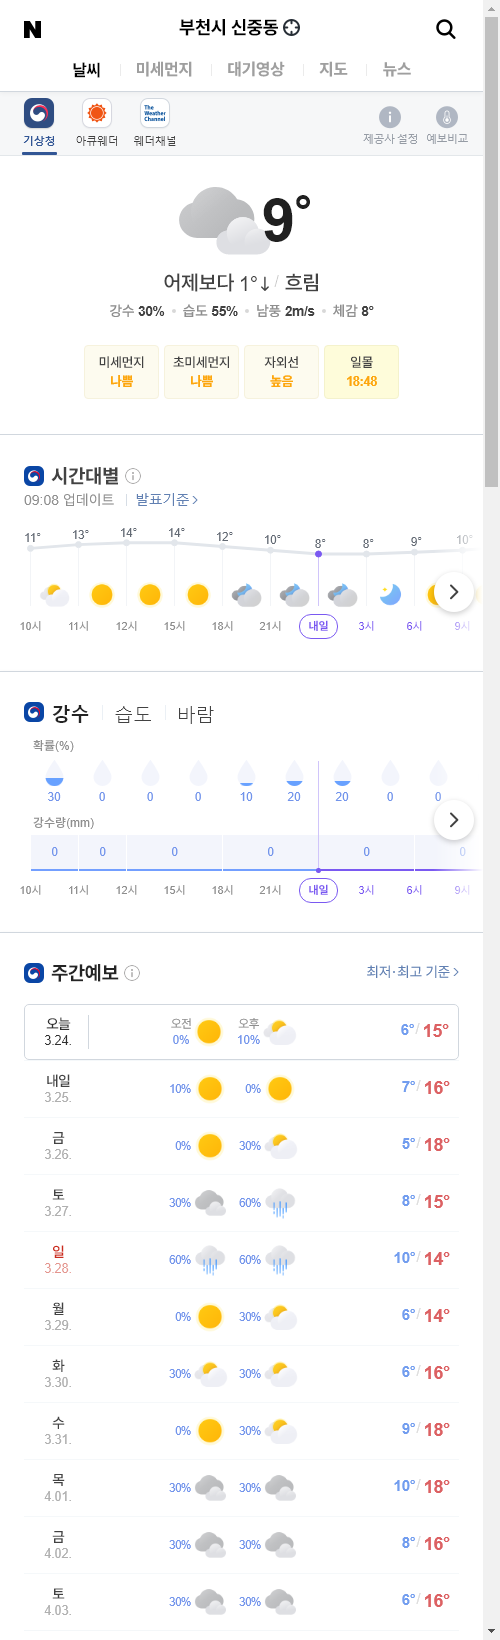 N 부천시 신중동
날씨 미세먼지 대기영상 지도 뉴스
The Weather Channel
기상청 아큐웨더 웨더채널 제공사 설정 예보비교
9°
어제보다 1°↓ / 흐림
강수 30% • 습도 55% • 남풍 2m/s • 체감 8°
미세먼지 초미세먼지 자외선 일몰
나쁨 나쁨 높음 18:48
시간대별
09:08 업데이트 발표기준 >
11° 13° 14° 14° 12° 10° 8° 8° 9° 10°
10시 11시 12시 15시 18시 21시 내일 3시 6시 9시
강수 습도 바람
확률(%)
30 0 0 0 10 20 20 0 0
강수량(mm)
0 0 0 0 0 0
10시 11시 12시 15시 18시 21시 내일 3시 6시 9시
주간예보 최저·최고 기준 >
오늘 3.24. 오전 0% 오후 10% 6° / 15°
내일 3.25. 10% 0% 7° / 16°
금 3.26. 0% 30% 5° / 18°
토 3.27. 30% 60% 8° / 15°
일 3.28. 60% 60% 10° / 14°
월 3.29. 0% 30% 6° / 14°
화 3.30. 30% 30% 6° / 16°
수 3.31. 0% 30% 9° / 18°
목 4.01. 30% 30% 10° / 18°
금 4.02. 30% 30% 8° / 16°
토 4.03. 30% 30% 6° / 16°